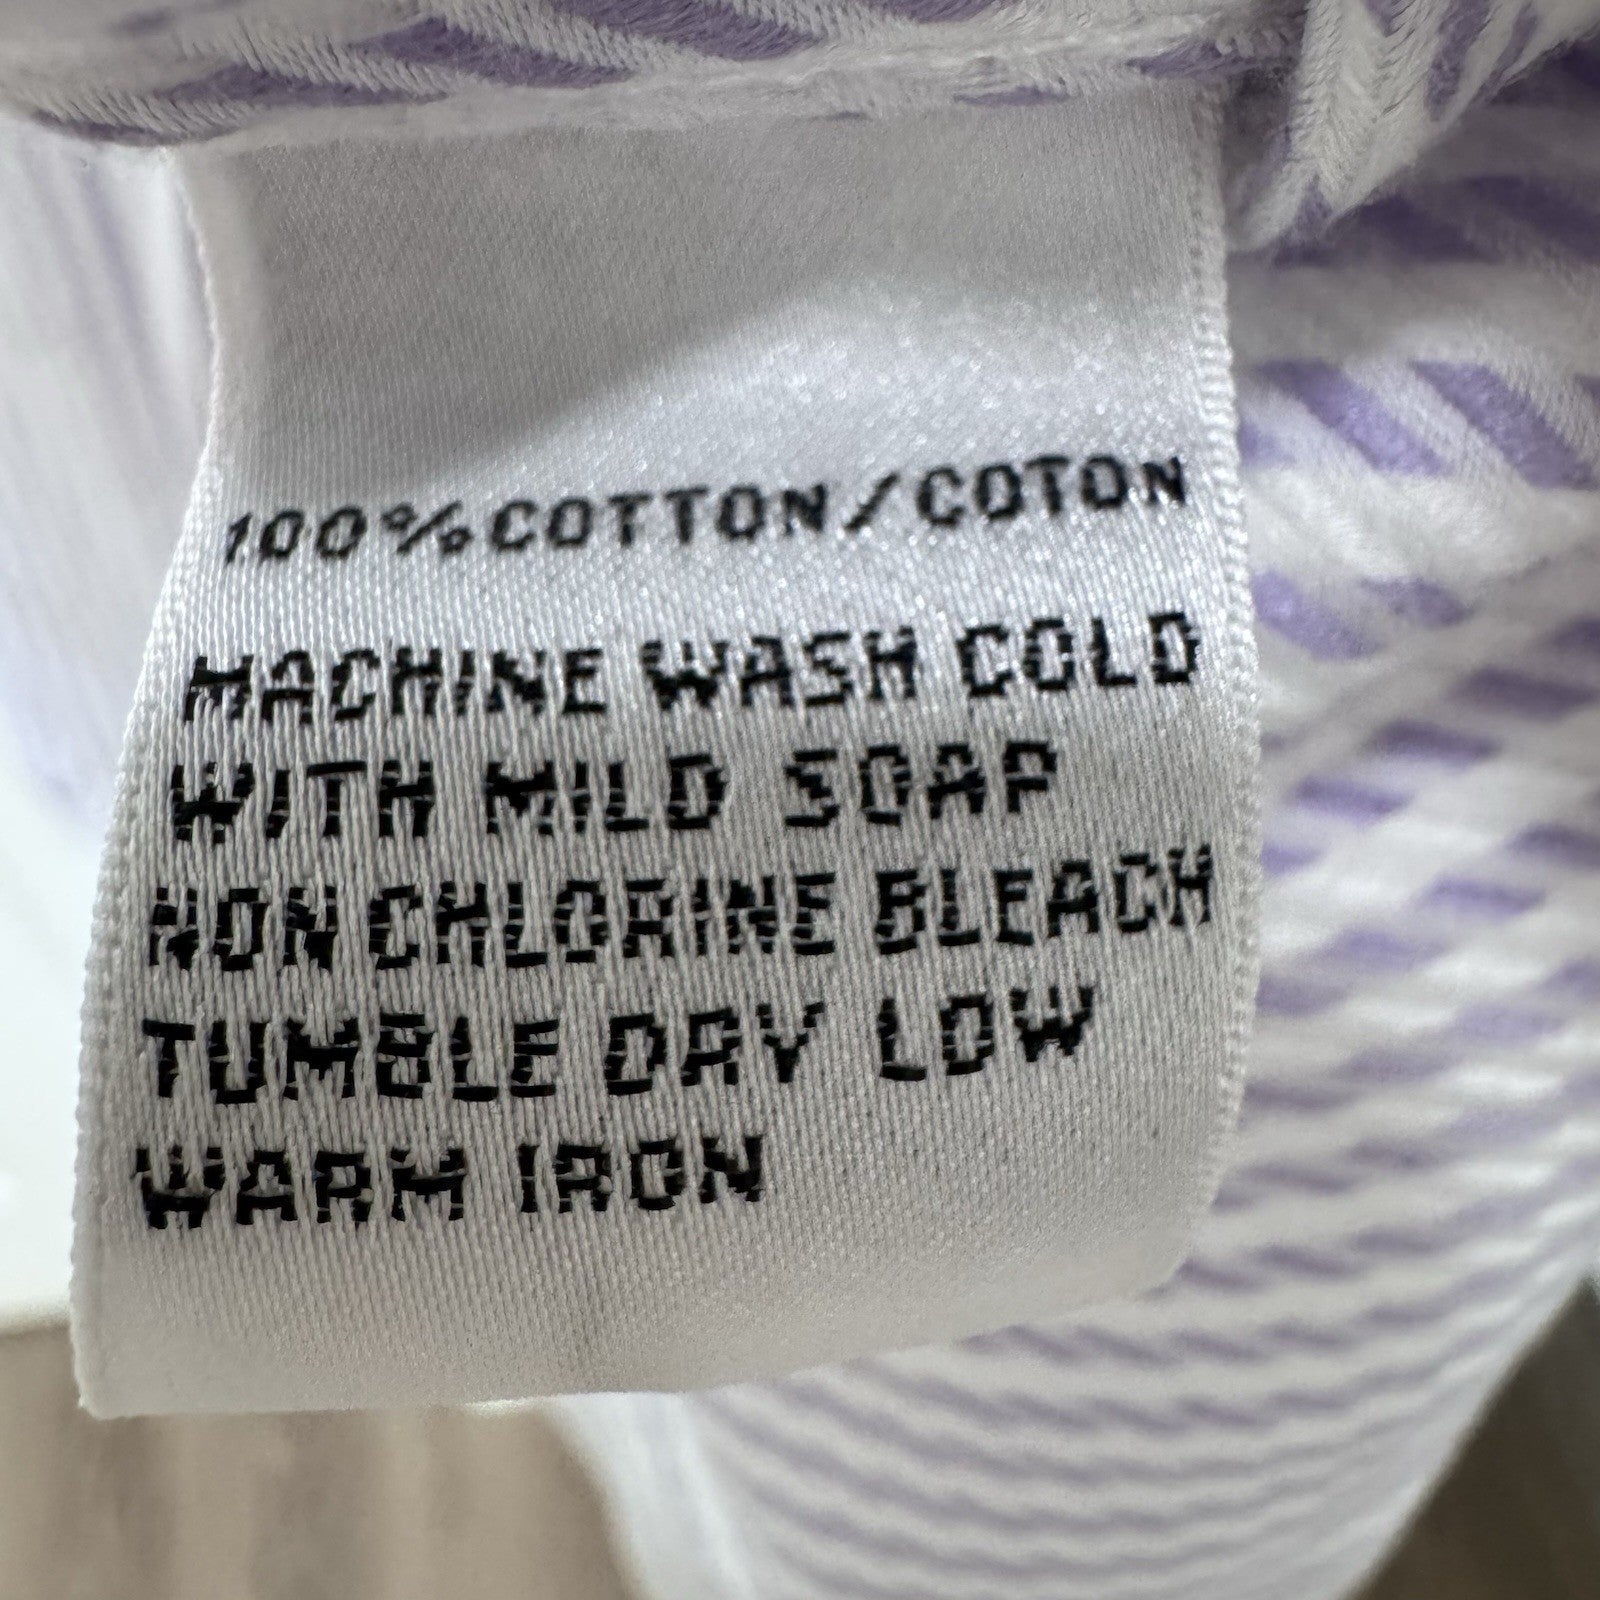 100%COTTON/COTON
MACHINE WASH COLD
WITH MILD SOAP
NON CHLORINE BLEACH
TUMBLE DRY LOW
WARM IRON